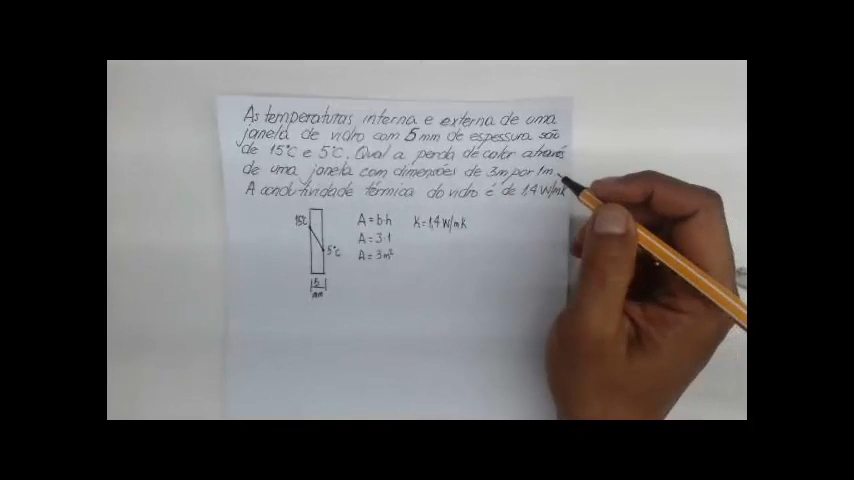 As temperaturas interna e externa de uma
janela de vidro com 5mm de espessura são
de 15°C e 5°C. Qual a perda de calor através
de uma janela com dimensões de 3m por 1m.
A condutividade térmica do vidro é de 1,4 W/mK
15°C
5°C
5
mm
A = b·h
A = 3·1
A = 3m²
K = 1,4 W/mK